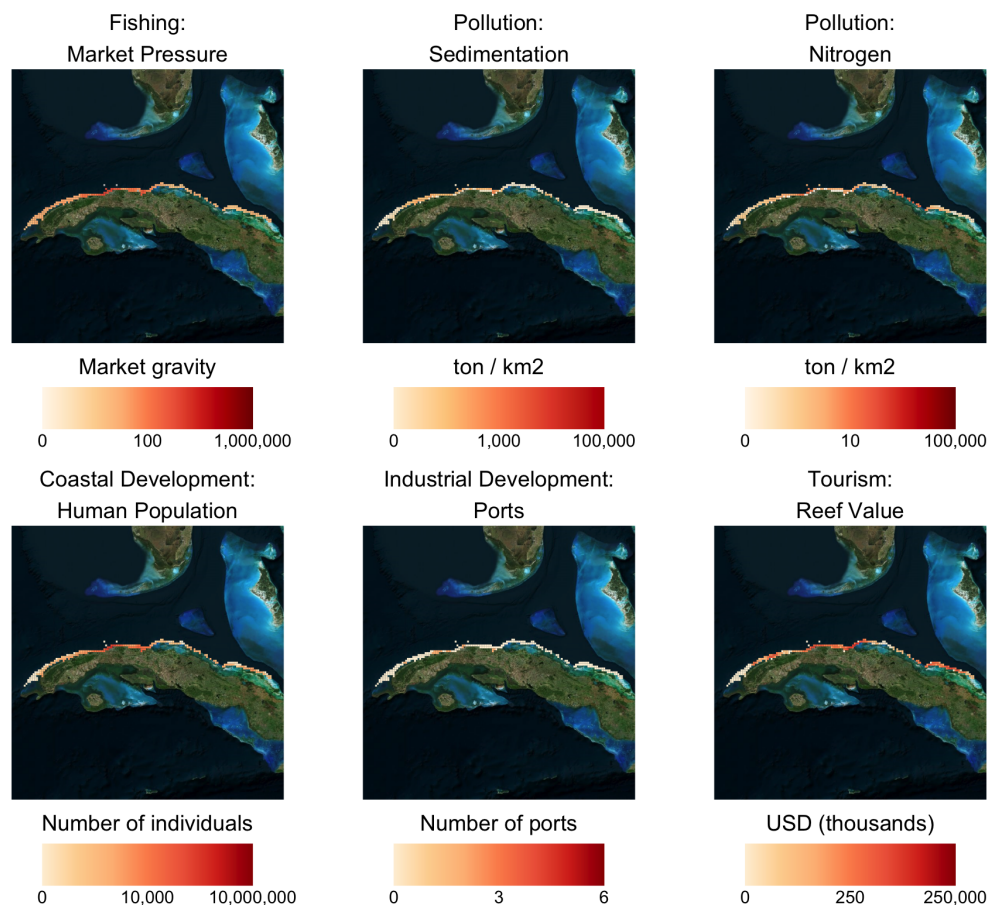 Fishing:
Market Pressure
Pollution:
Sedimentation
Pollution:
Nitrogen
Market gravity
0 100 1,000,000
ton / km2
0 1,000 100,000
ton / km2
0 10 100,000
Coastal Development:
Human Population
Industrial Development:
Ports
Tourism:
Reef Value
Number of individuals
0 10,000 10,000,000
Number of ports
0 3 6
USD (thousands)
0 250 250,000